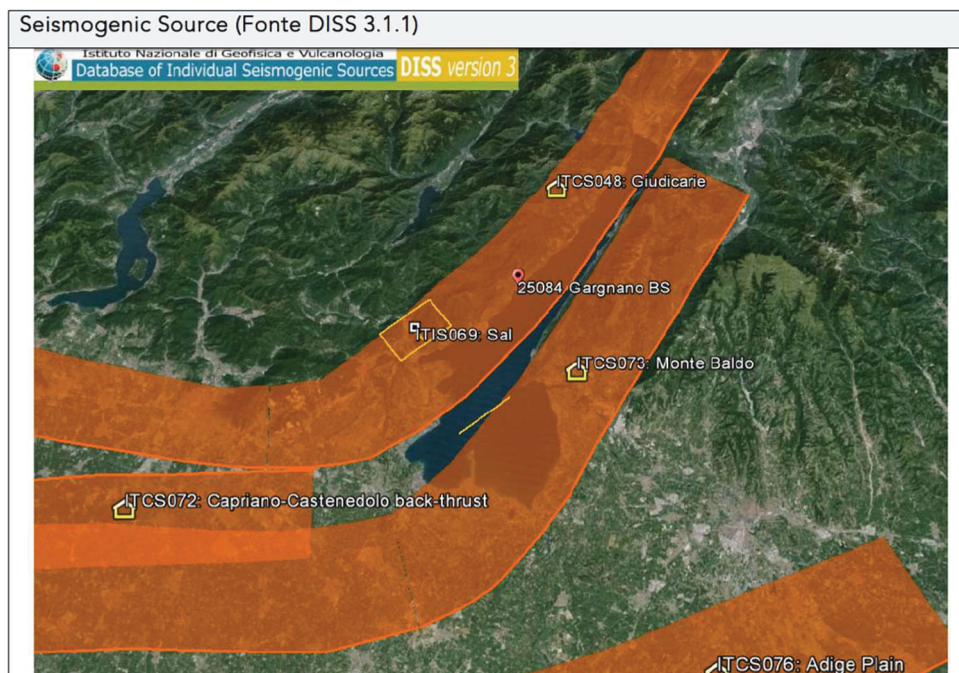 Seismogenic Source (Fonte DISS 3.1.1)
Istituto Nazionale di Geofisica e Vulcanologia
Database of Individual Seismogenic Sources DISS version 3
ITCS048: Giudicarie
25084 Gargnano BS
ITIS069: Sal
ITCS073: Monte Baldo
ITCS072: Capriano-Castenedolo back-thrust
ITCS076: Adige Plain